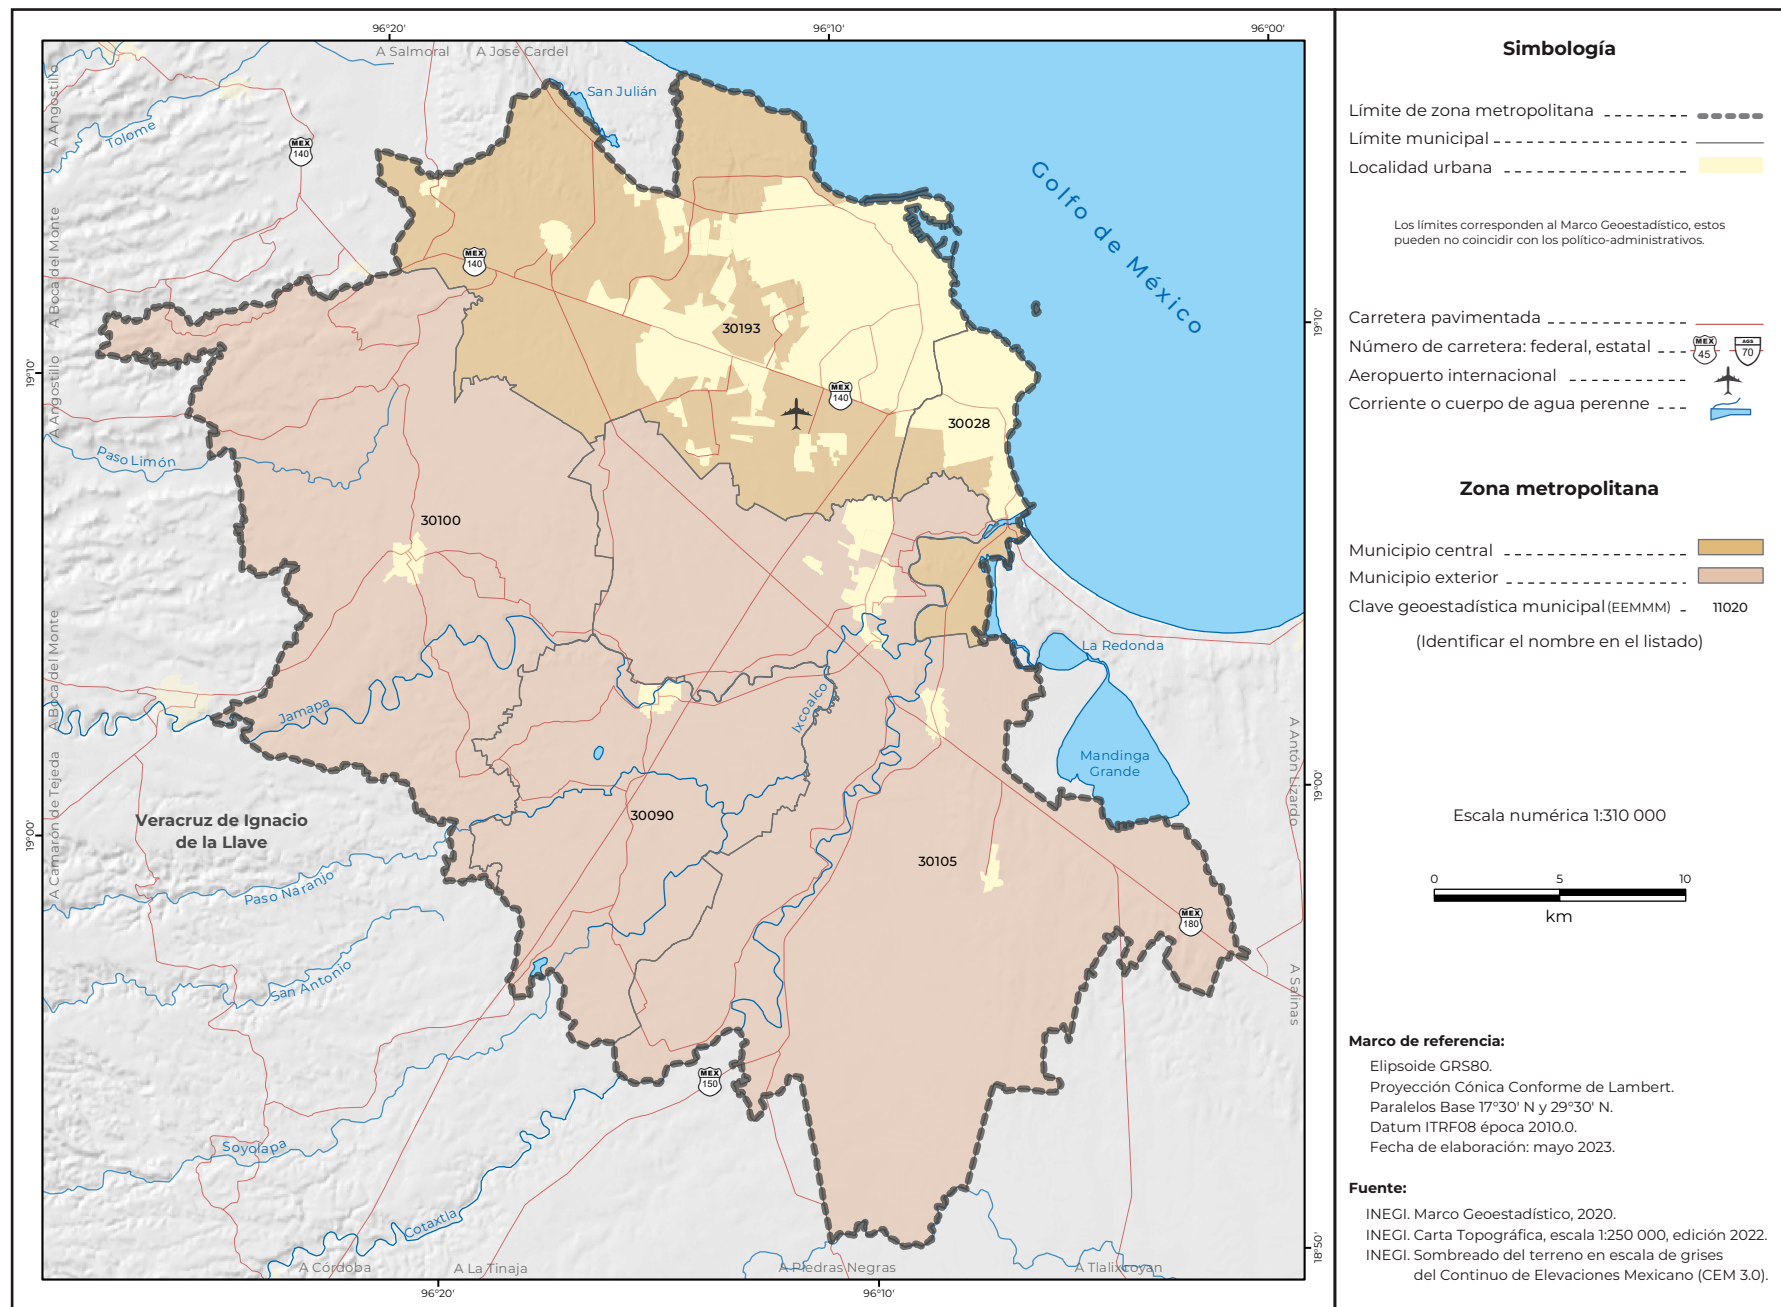 96°20'
96°10'
96°00'
A Salmoral
A José Cardel
A Angostillo
A Boca del Monte
A Angostillo
A Boca del Monte
A Camarón de Tejeda
19°10'
19°00'
19°10'
19°00'
18°50'
San Julián
Tolome
MEX
140
Golfo de México
MEX
140
30193
MEX
140
30028
Paso Limón
30100
La Redonda
Jamapa
Ixcoalco
Mandinga
Grande
A Antón Lizardo
Veracruz de Ignacio
de la Llave
30090
30105
Paso Naranjo
MEX
180
San Antonio
A Salinas
MEX
150
Soyolapa
Cotaxtla
A Córdoba
A La Tinaja
A Piedras Negras
A Tlalixcoyan
96°20'
96°10'
Simbología
Límite de zona metropolitana
Límite municipal
Localidad urbana
Los límites corresponden al Marco Geoestadístico, estos
pueden no coincidir con los político-administrativos.
Carretera pavimentada
Número de carretera: federal, estatal
MEX
45
AGS
70
Aeropuerto internacional
Corriente o cuerpo de agua perenne
Zona metropolitana
Municipio central
Municipio exterior
Clave geoestadística municipal (EEMMM) 11020
(Identificar el nombre en el listado)
Escala numérica 1:310 000
0 5 10
km
Marco de referencia:
Elipsoide GRS80.
Proyección Cónica Conforme de Lambert.
Paralelos Base 17°30' N y 29°30' N.
Datum ITRF08 época 2010.0.
Fecha de elaboración: mayo 2023.
Fuente:
INEGI. Marco Geoestadístico, 2020.
INEGI. Carta Topográfica, escala 1:250 000, edición 2022.
INEGI. Sombreado del terreno en escala de grises
del Continuo de Elevaciones Mexicano (CEM 3.0).